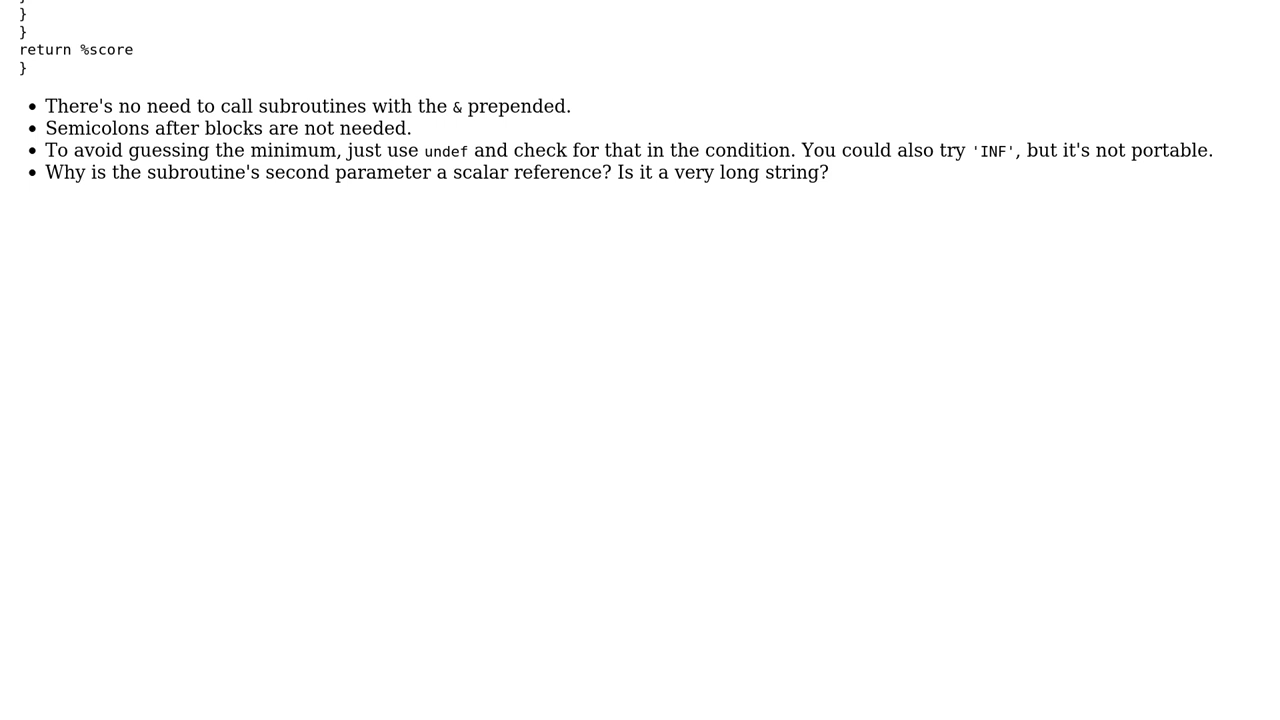 }
}
return %score
}
• There's no need to call subroutines with the & prepended.
• Semicolons after blocks are not needed.
• To avoid guessing the minimum, just use undef and check for that in the condition. You could also try 'INF', but it's not portable.
• Why is the subroutine's second parameter a scalar reference? Is it a very long string?